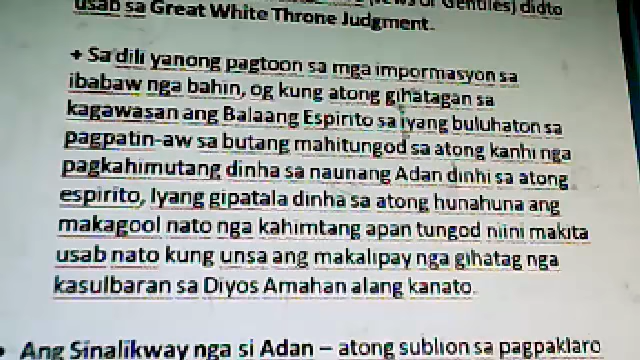 usab sa Great White Throne Judgment.
+ Sa dili yanong pagtoon sa mga impormasyon sa
ibabaw nga bahin, og kung atong gihatagan sa
kagawasan ang Balaang Espirito sa iyang buluhaton sa
pagpatin-aw sa butang mahitungod sa atong kanhi nga
pagkahimutang dinha sa naunang Adan dinhi sa atong
espirito, Iyang gipatala dinha sa atong hunahuna ang
makagool nato nga kahimtang apan tungod niini makita
usab nato kung unsa ang makalipay nga gihatag nga
kasulbaran sa Diyos Amahan alang kanato.
• Ang Sinalikway nga si Adan – atong sublion sa pagpaklaro